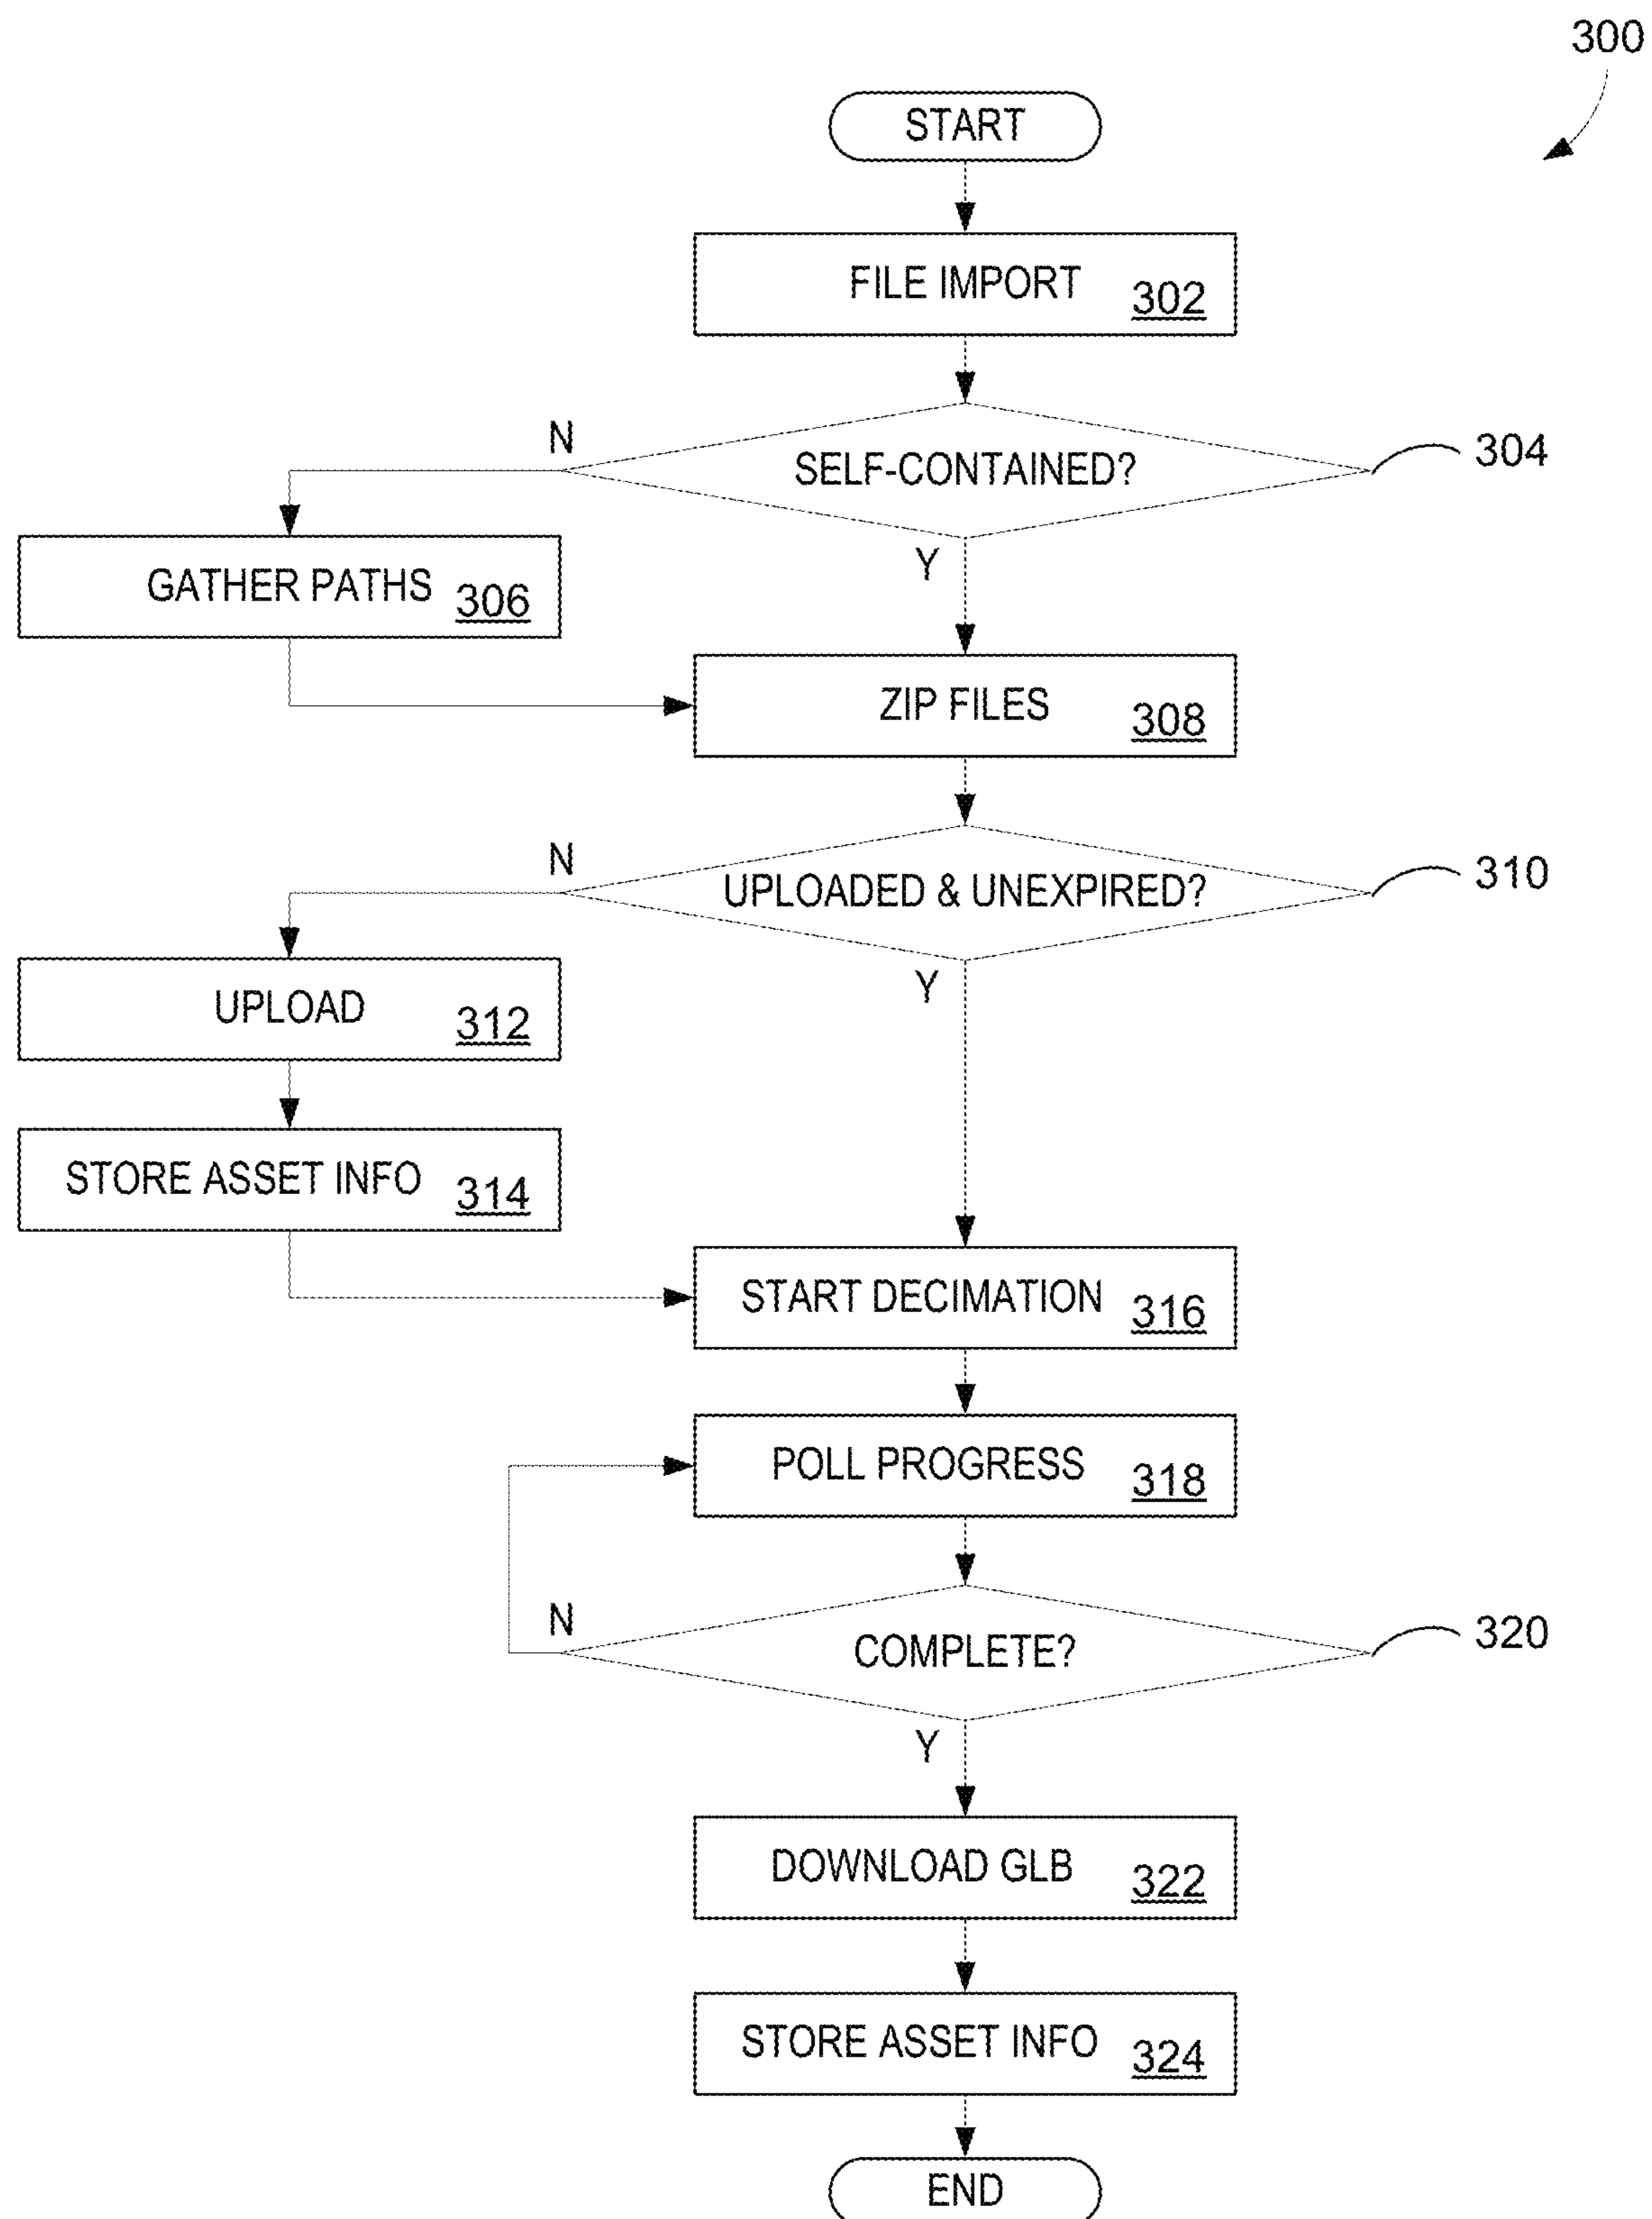 300
START
FILE IMPORT 302
N
SELF-CONTAINED? 304
Y
GATHER PATHS 306
ZIP FILES 308
N
UPLOADED & UNEXPIRED? 310
Y
UPLOAD 312
STORE ASSET INFO 314
START DECIMATION 316
POLL PROGRESS 318
N
COMPLETE? 320
Y
DOWNLOAD GLB 322
STORE ASSET INFO 324
END